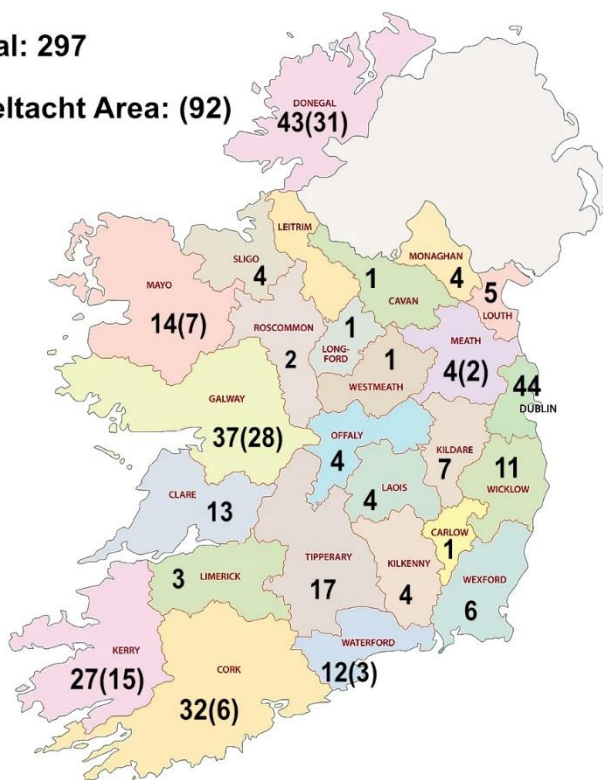 al: 297
eltacht Area: (92)
DONEGAL
43(31)
LEITRIM
SLIGO
4
MONAGHAN
4
1
CAVAN
5
LOUTH
MAYO
14(7)
ROSCOMMON
2
1
LONG-
FORD
1
WESTMEATH
MEATH
4(2)
44
DUBLIN
GALWAY
37(28)
OFFALY
4
KILDARE
7
11
WICKLOW
LAOIS
4
CLARE
13
CARLOW
1
TIPPERARY
17
KILKENNY
4
WEXFORD
6
3
LIMERICK
WATERFORD
12(3)
KERRY
27(15)
CORK
32(6)